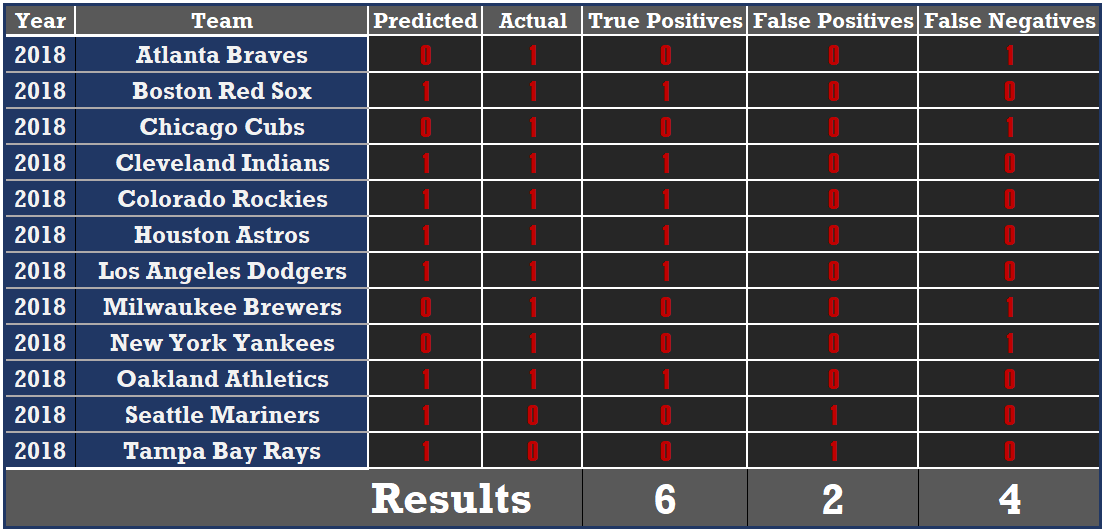 Year Team Predicted Actual True Positives False Positives False Negatives
2018 Atlanta Braves 0 1 0 0 1
2018 Boston Red Sox 1 1 1 0 0
2018 Chicago Cubs 0 1 0 0 1
2018 Cleveland Indians 1 1 1 0 0
2018 Colorado Rockies 1 1 1 0 0
2018 Houston Astros 1 1 1 0 0
2018 Los Angeles Dodgers 1 1 1 0 0
2018 Milwaukee Brewers 0 1 0 0 1
2018 New York Yankees 0 1 0 0 1
2018 Oakland Athletics 1 1 1 0 0
2018 Seattle Mariners 1 0 0 1 0
2018 Tampa Bay Rays 1 0 0 1 0
Results 6 2 4